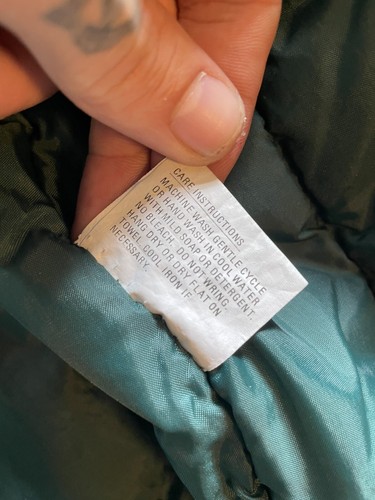 CARE INSTRUCTIONS
MACHINE WASH, GENTLE CYCLE
OR HAND WASH IN COOL WATER
WITH MILD SOAP OR DETERGENT.
NO BLEACH. DO NOT WRING.
HANG DRY OR DRY FLAT ON
TOWEL. COOL IRON IF
NECESSARY.